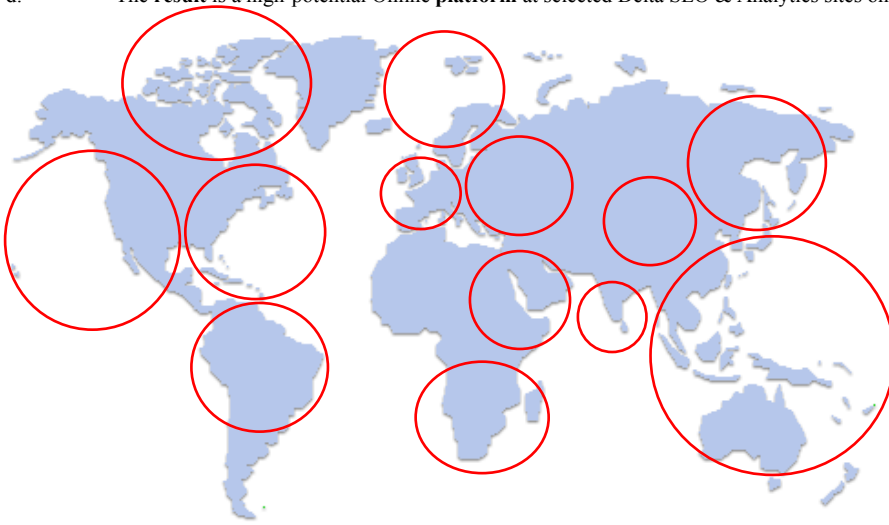 d. The result is a high-potential Online platform at selected Delta SEO & Analytics sites on